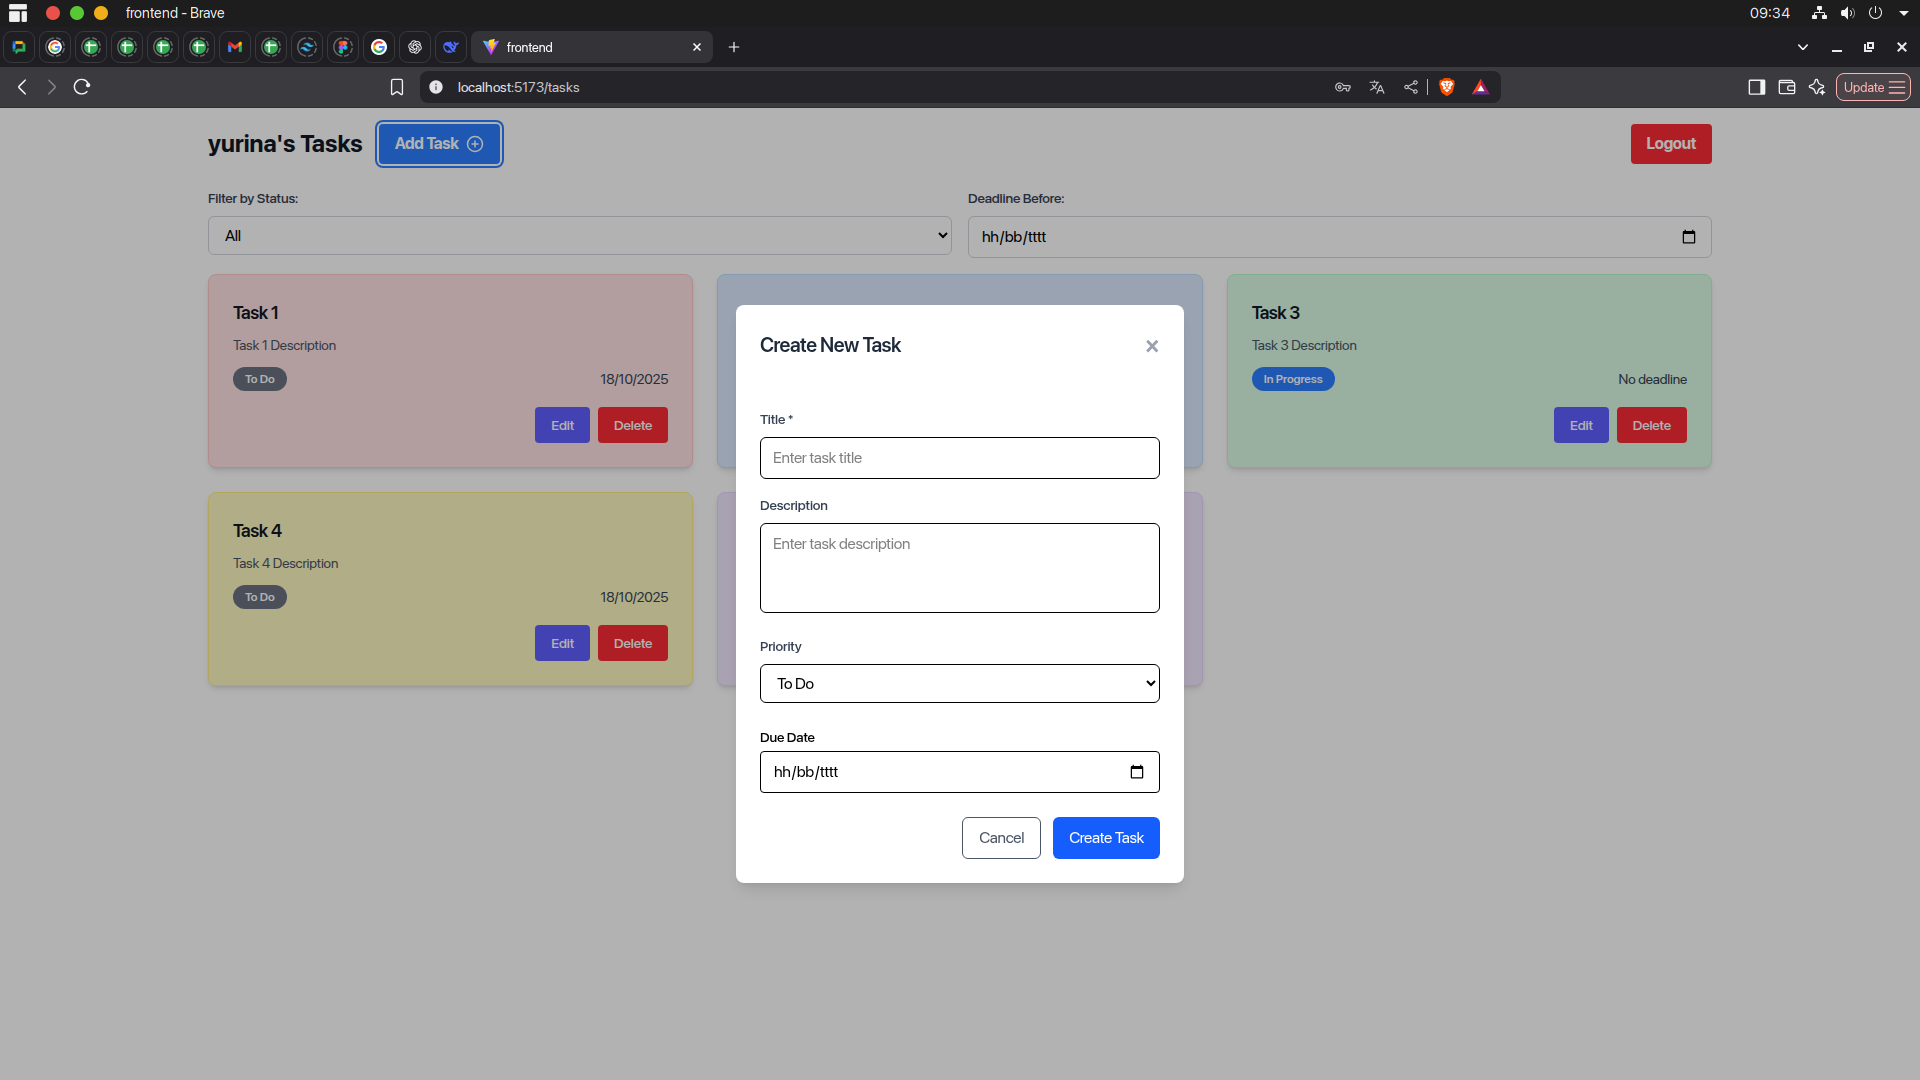 frontend - Brave
09:34
frontend
localhost:5173/tasks
Update
yurina's Tasks
Add Task
Logout
Filter by Status:
Deadline Before:
All
hh/bb/tttt
Task 1
Task 1 Description
To Do
18/10/2025
Edit
Delete
Task 3
Task 3 Description
In Progress
No deadline
Edit
Delete
Task 4
Task 4 Description
To Do
18/10/2025
Edit
Delete
Create New Task
Title *
Enter task title
Description
Enter task description
Priority
To Do
Due Date
hh/bb/tttt
Cancel
Create Task